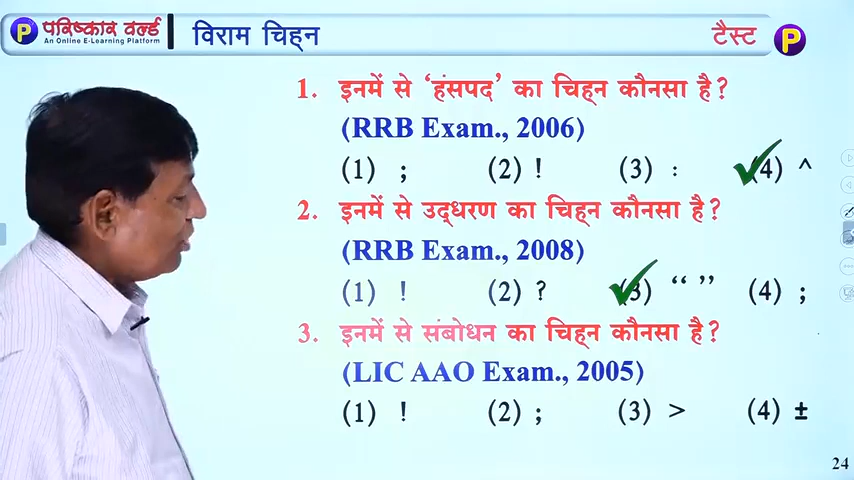 P परिष्कार वर्ल्ड
An Online E-Learning Platform
विराम चिह्न
टैस्ट P
1. इनमें से ‘हंसपद’ का चिह्न कौनसा है?
(RRB Exam., 2006)
(1) ; (2) ! (3) : (4) ^
2. इनमें से उद्धरण का चिह्न कौनसा है?
(RRB Exam., 2008)
(1) ! (2) ? (3) “ ” (4) ;
3. इनमें से संबोधन का चिह्न कौनसा है?
(LIC AAO Exam., 2005)
(1) ! (2) ; (3) > (4) ±
24